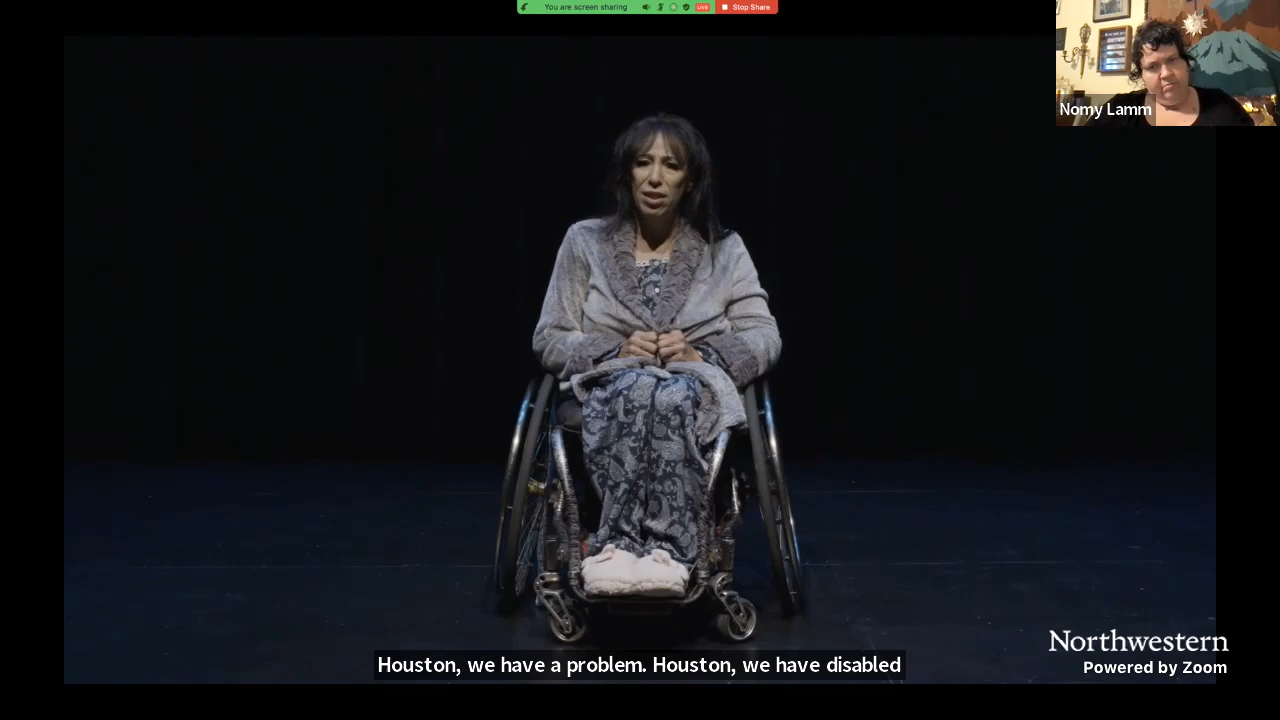 You are screen sharing
LIVE
Stop Share
Nomy Lamm
Houston, we have a problem. Houston, we have disabled
Northwestern
Powered by Zoom